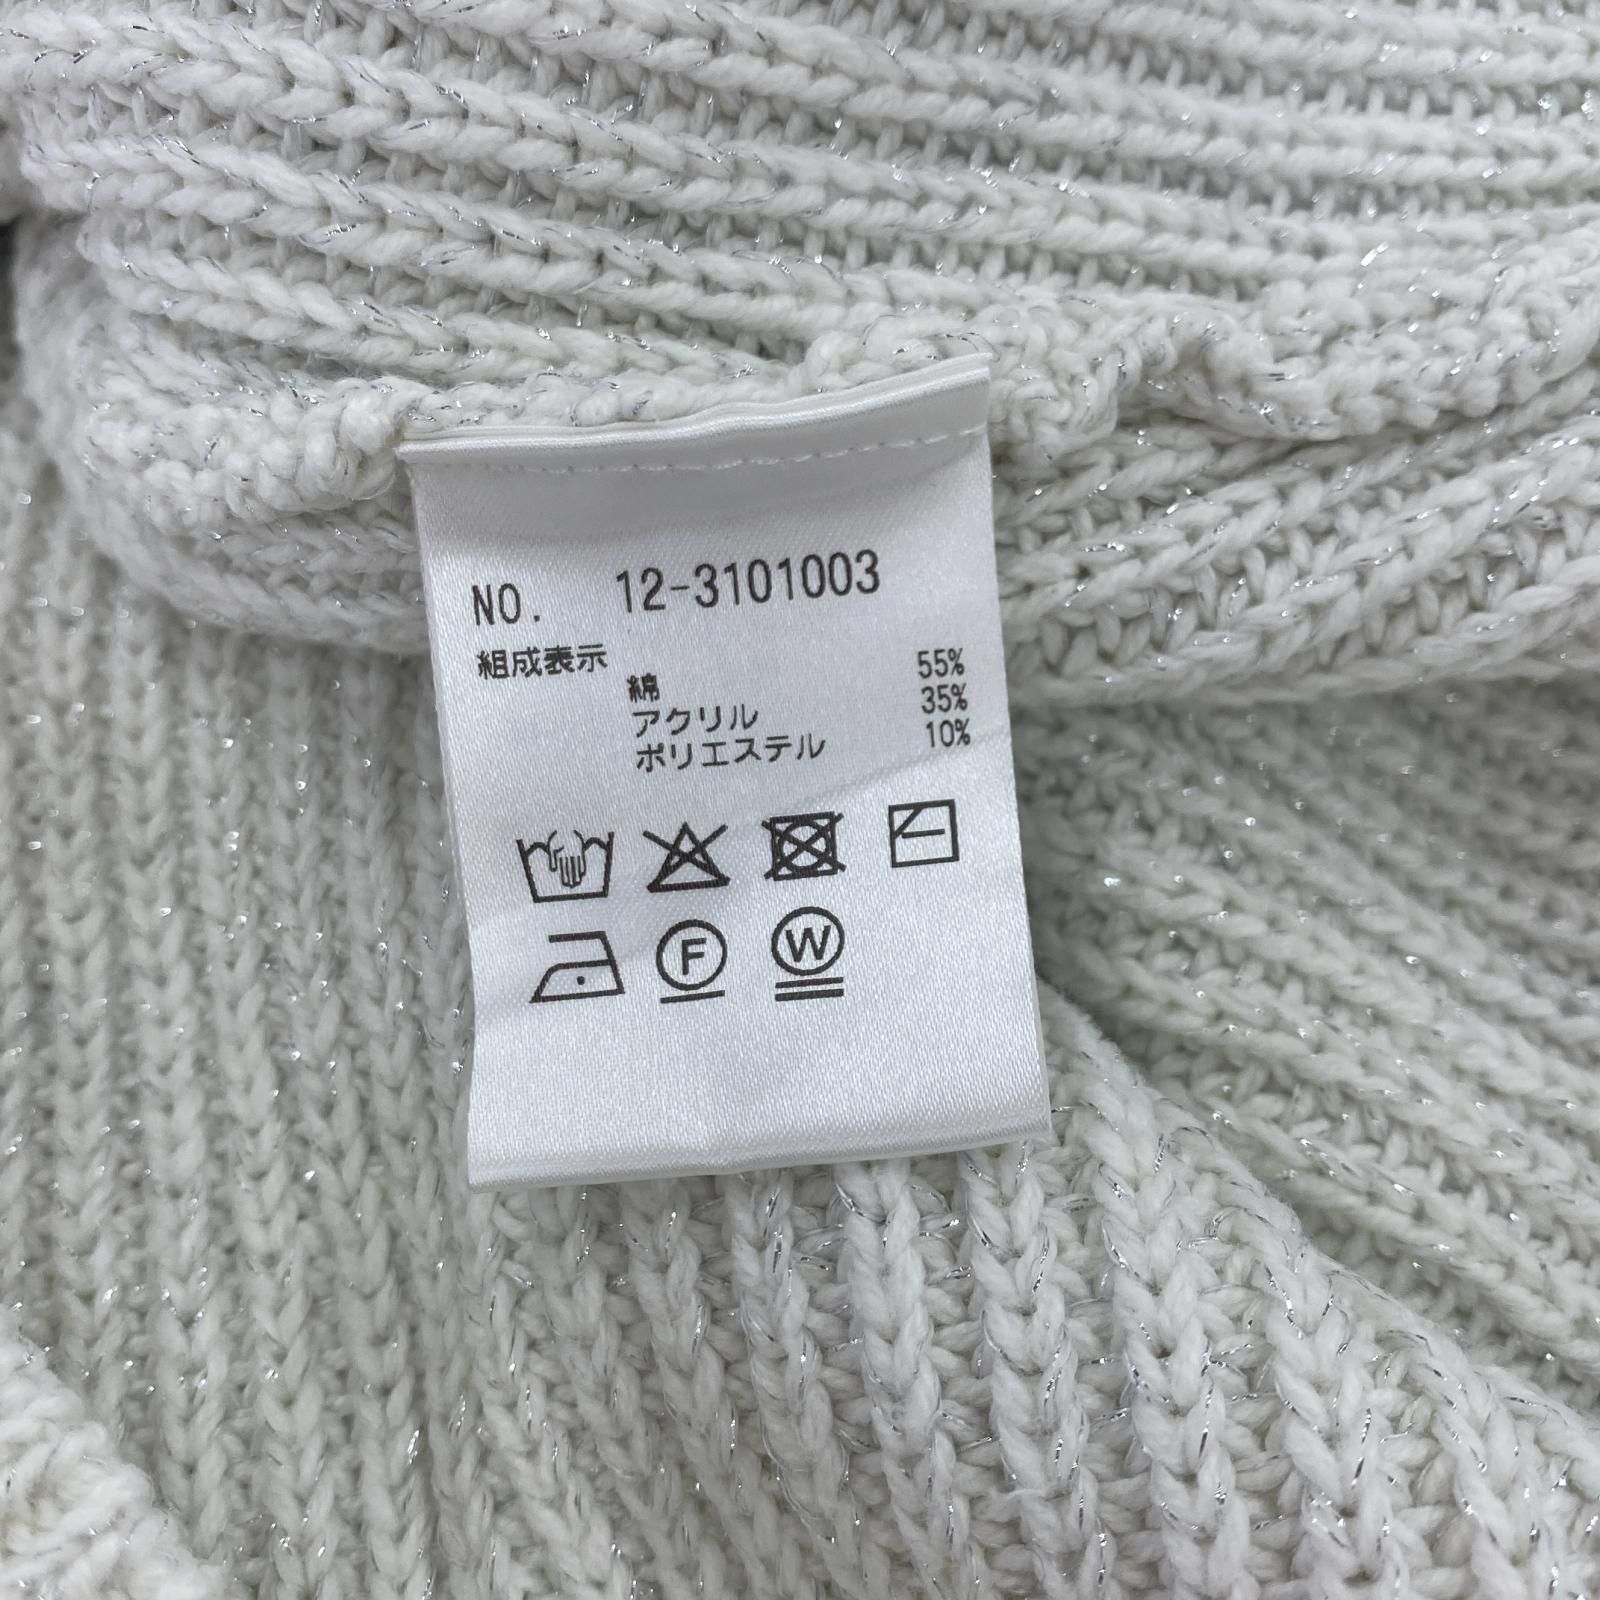 NO. 12-3101003
組成表示
綿 55%
アクリル 35%
ポリエステル 10%
F W